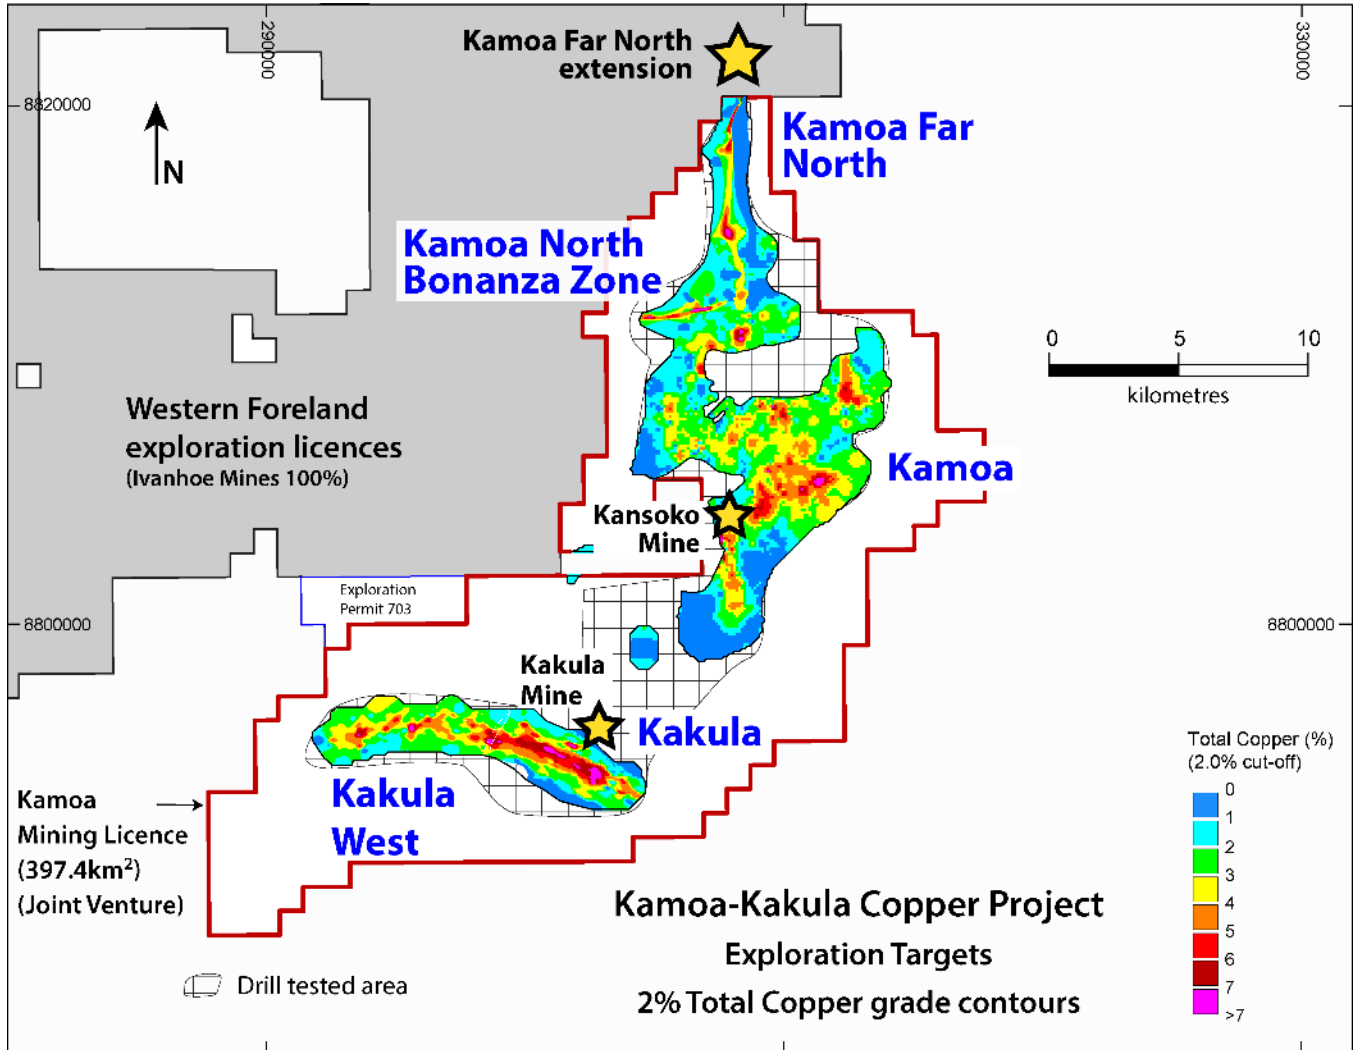 290000
330000
Kamoa Far North
extension
8820000
Kamoa Far
North
N
Kamoa North
Bonanza Zone
0
5
10
kilometres
Western Foreland
exploration licences
(Ivanhoe Mines 100%)
Kamoa
Kansoko
Mine
Exploration
Permit 703
8800000
8800000
Kakula
Mine
Kakula
Kakula
West
Kamoa
Mining Licence
(397.4km²)
(Joint Venture)
Total Copper (%)
(2.0% cut-off)
0
1
2
3
4
5
6
7
>7
Kamoa-Kakula Copper Project
Exploration Targets
2% Total Copper grade contours
Drill tested area